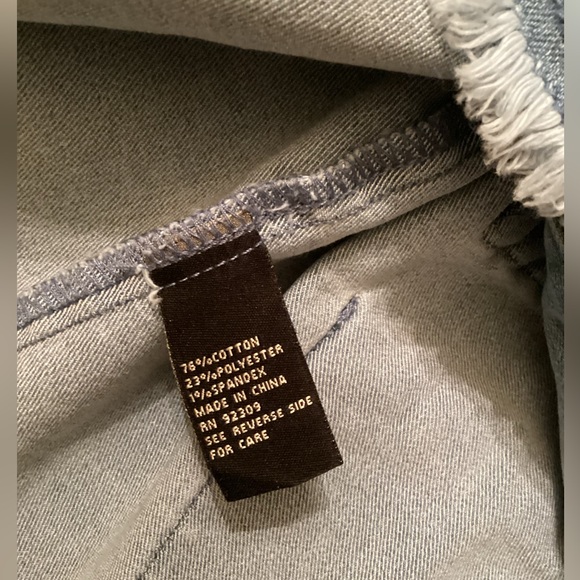 76%COTTON
23%POLYESTER
1%SPANDEX
MADE IN CHINA
RN 92309
SEE REVERSE SIDE
FOR CARE